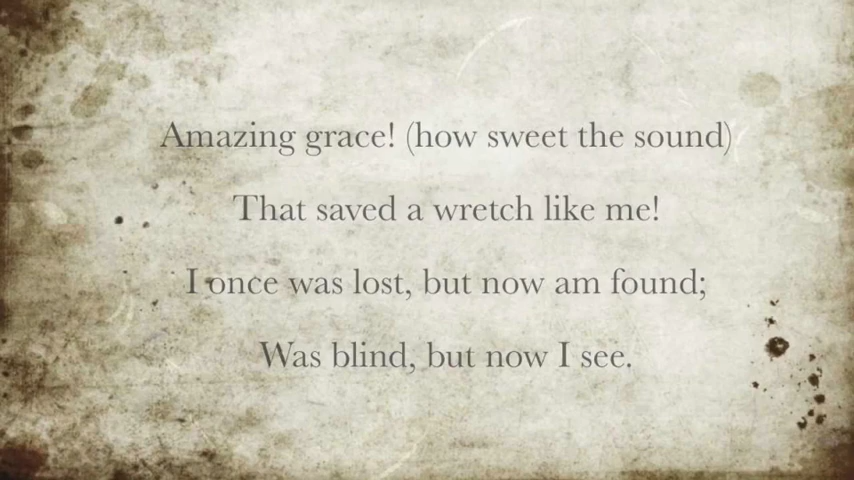 Amazing grace! (how sweet the sound)
That saved a wretch like me!
I once was lost, but now am found;
Was blind, but now I see.